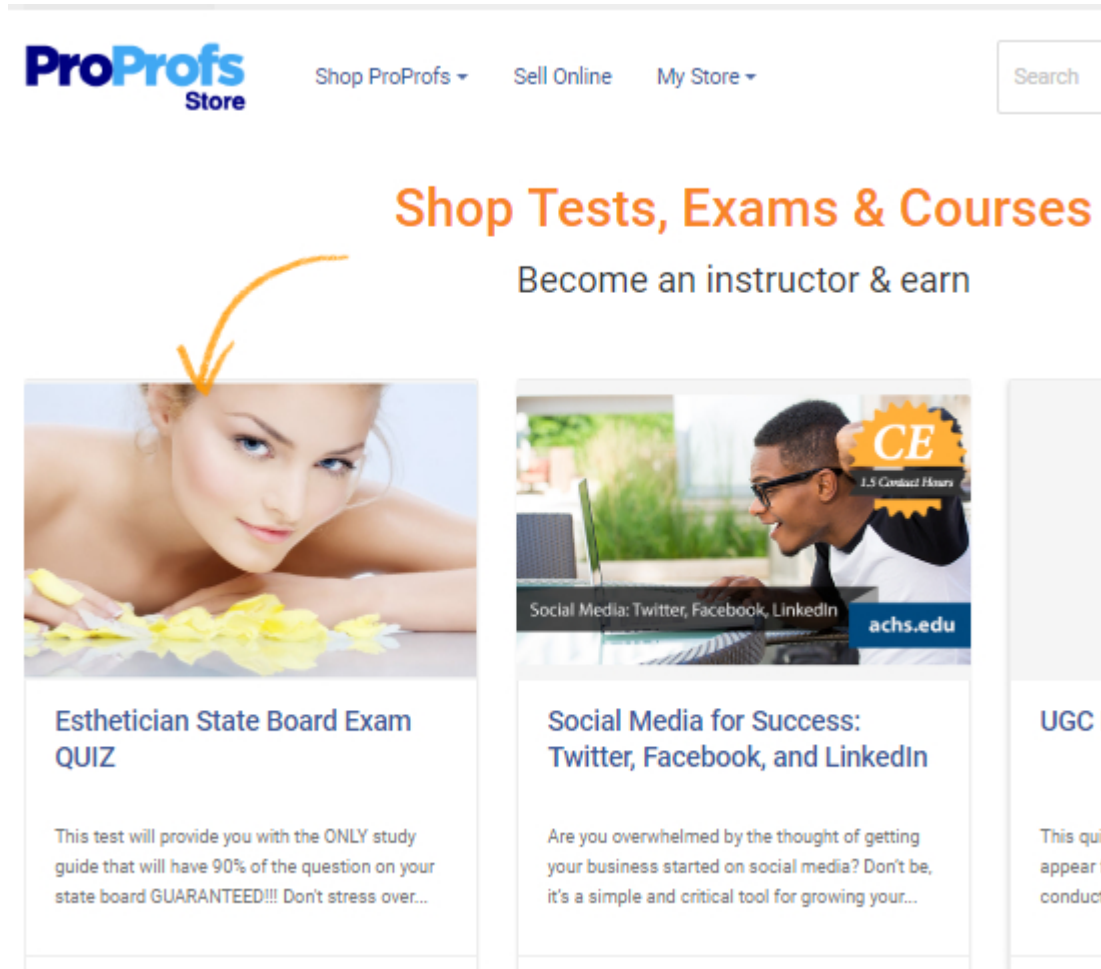 ProProfs
Store
Shop ProProfs
Sell Online
My Store
Search
Shop Tests, Exams & Courses
Become an instructor & earn
CE
1.5 Contact Hours
Social Media: Twitter, Facebook, LinkedIn
achs.edu
Esthetician State Board Exam
QUIZ
This test will provide you with the ONLY study
guide that will have 90% of the question on your
state board GUARANTEED!!! Don't stress over...
Social Media for Success:
Twitter, Facebook, and LinkedIn
Are you overwhelmed by the thought of getting
your business started on social media? Don't be,
it's a simple and critical tool for growing your...
UGC
This qui
appear
conduct